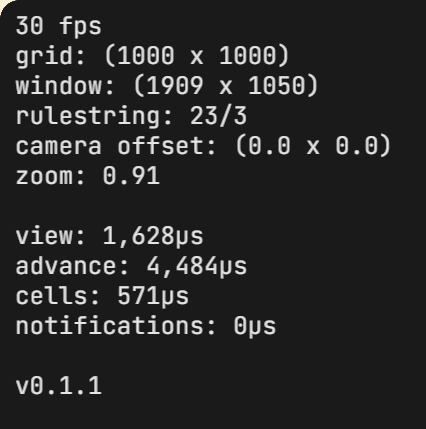 30 fps
grid: (1000 x 1000)
window: (1909 x 1050)
rulestring: 23/3
camera offset: (0.0 x 0.0)
zoom: 0.91
view: 1,628µs
advance: 4,484µs
cells: 571µs
notifications: 0µs
v0.1.1